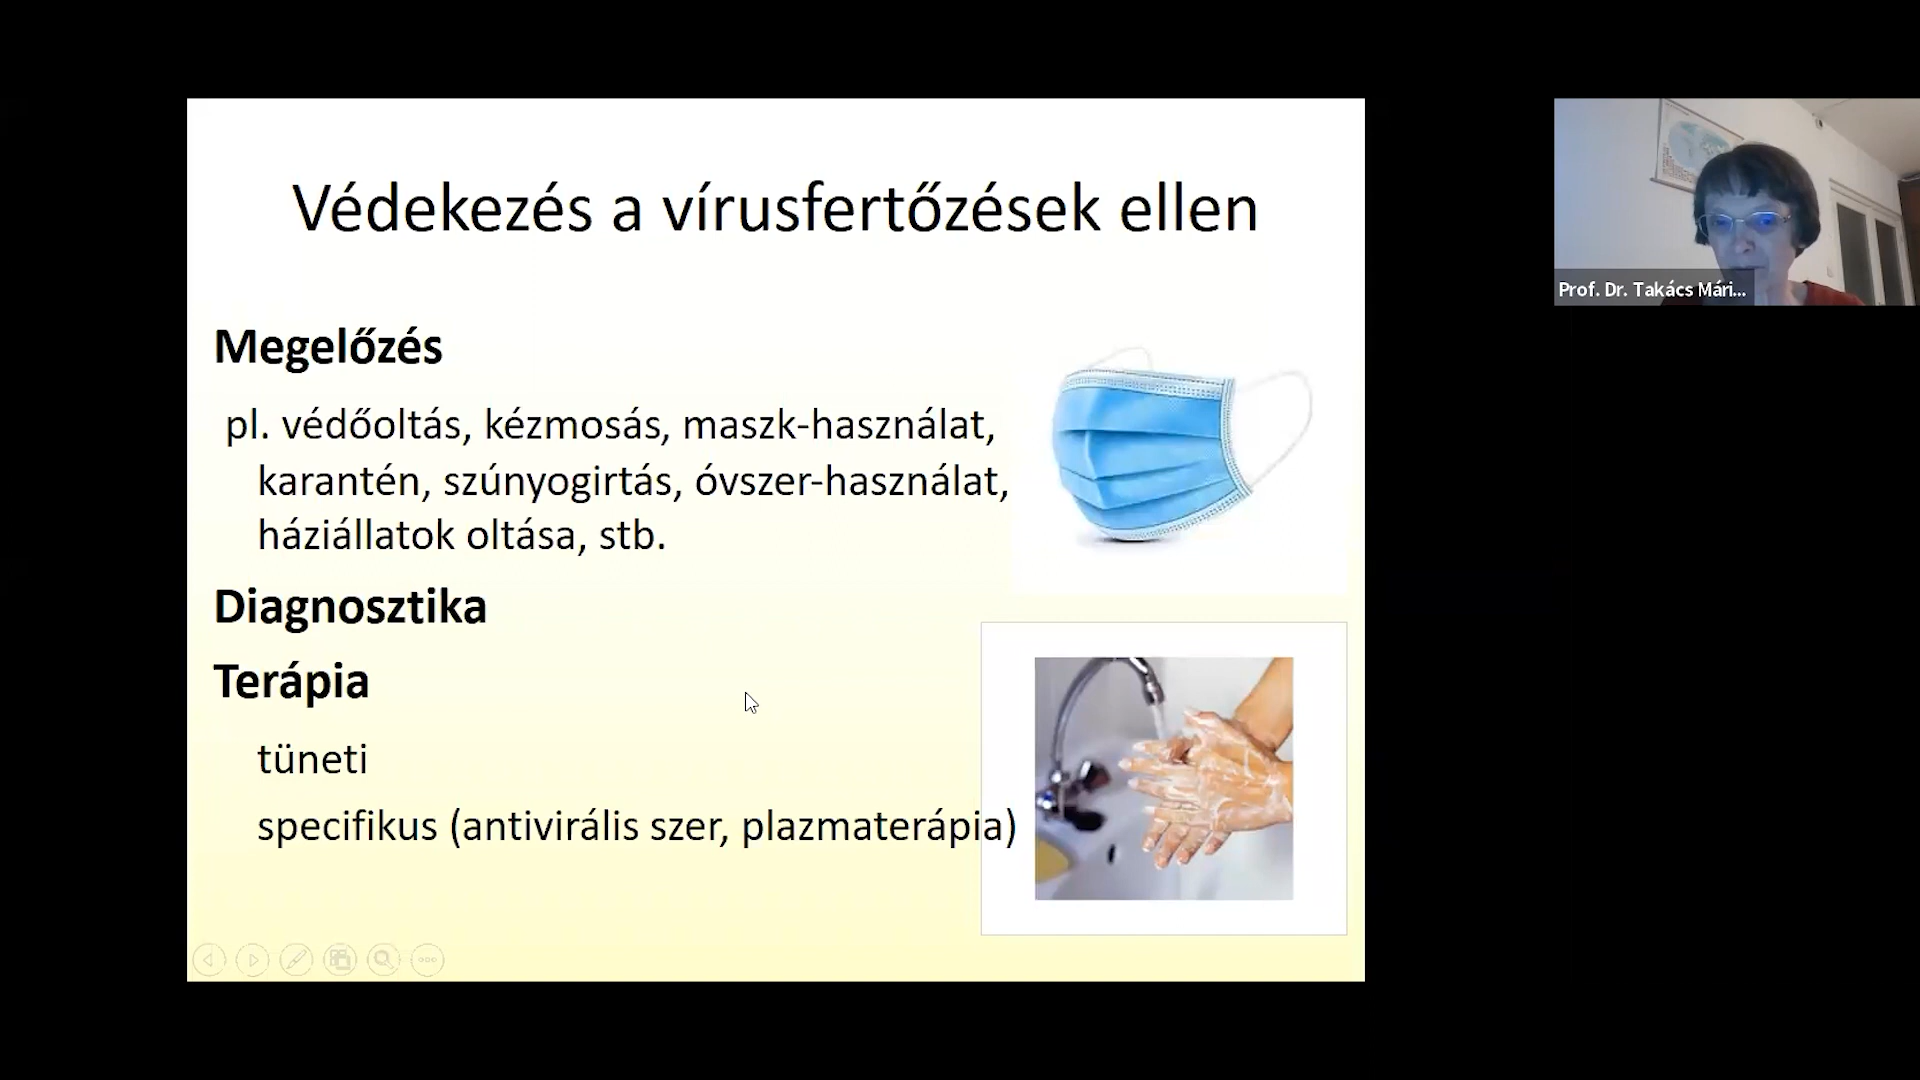 Védekezés a vírusfertőzések ellen
Megelőzés
pl. védőoltás, kézmosás, maszk-használat,
karantén, szúnyogirtás, óvszer-használat,
háziállatok oltása, stb.
Diagnosztika
Terápia
tüneti
specifikus (antivirális szer, plazmaterápia)
Prof. Dr. Takács Mári...